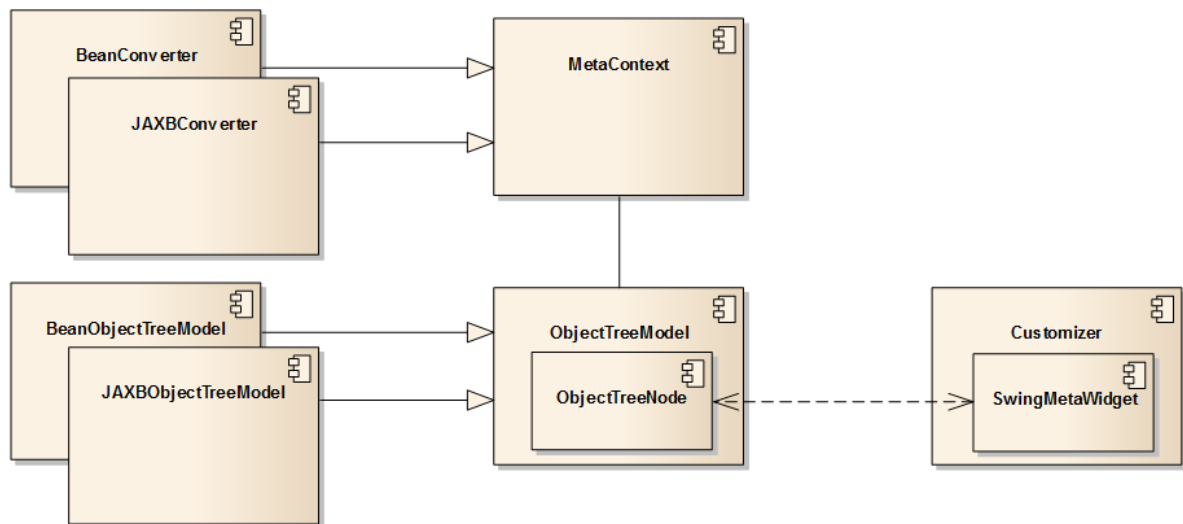 BeanConverter
MetaContext
JAXBConverter
BeanObjectTreeModel
ObjectTreeModel
Customizer
JAXBObjectTreeModel
ObjectTreeNode
SwingMetaWidget